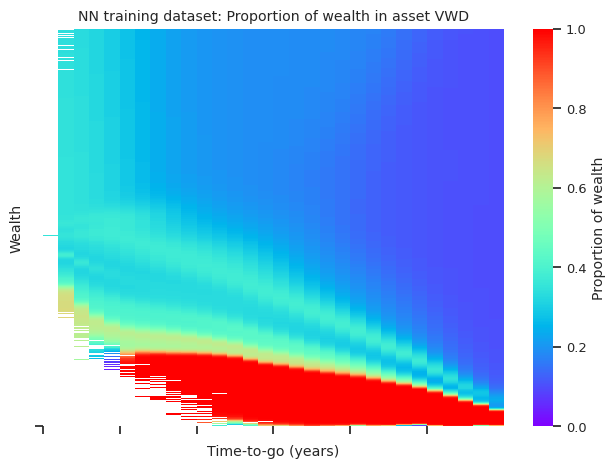 NN training dataset: Proportion of wealth in asset VWD
Wealth
Time-to-go (years)
1.0
0.8
0.6
0.4
0.2
0.0
Proportion of wealth